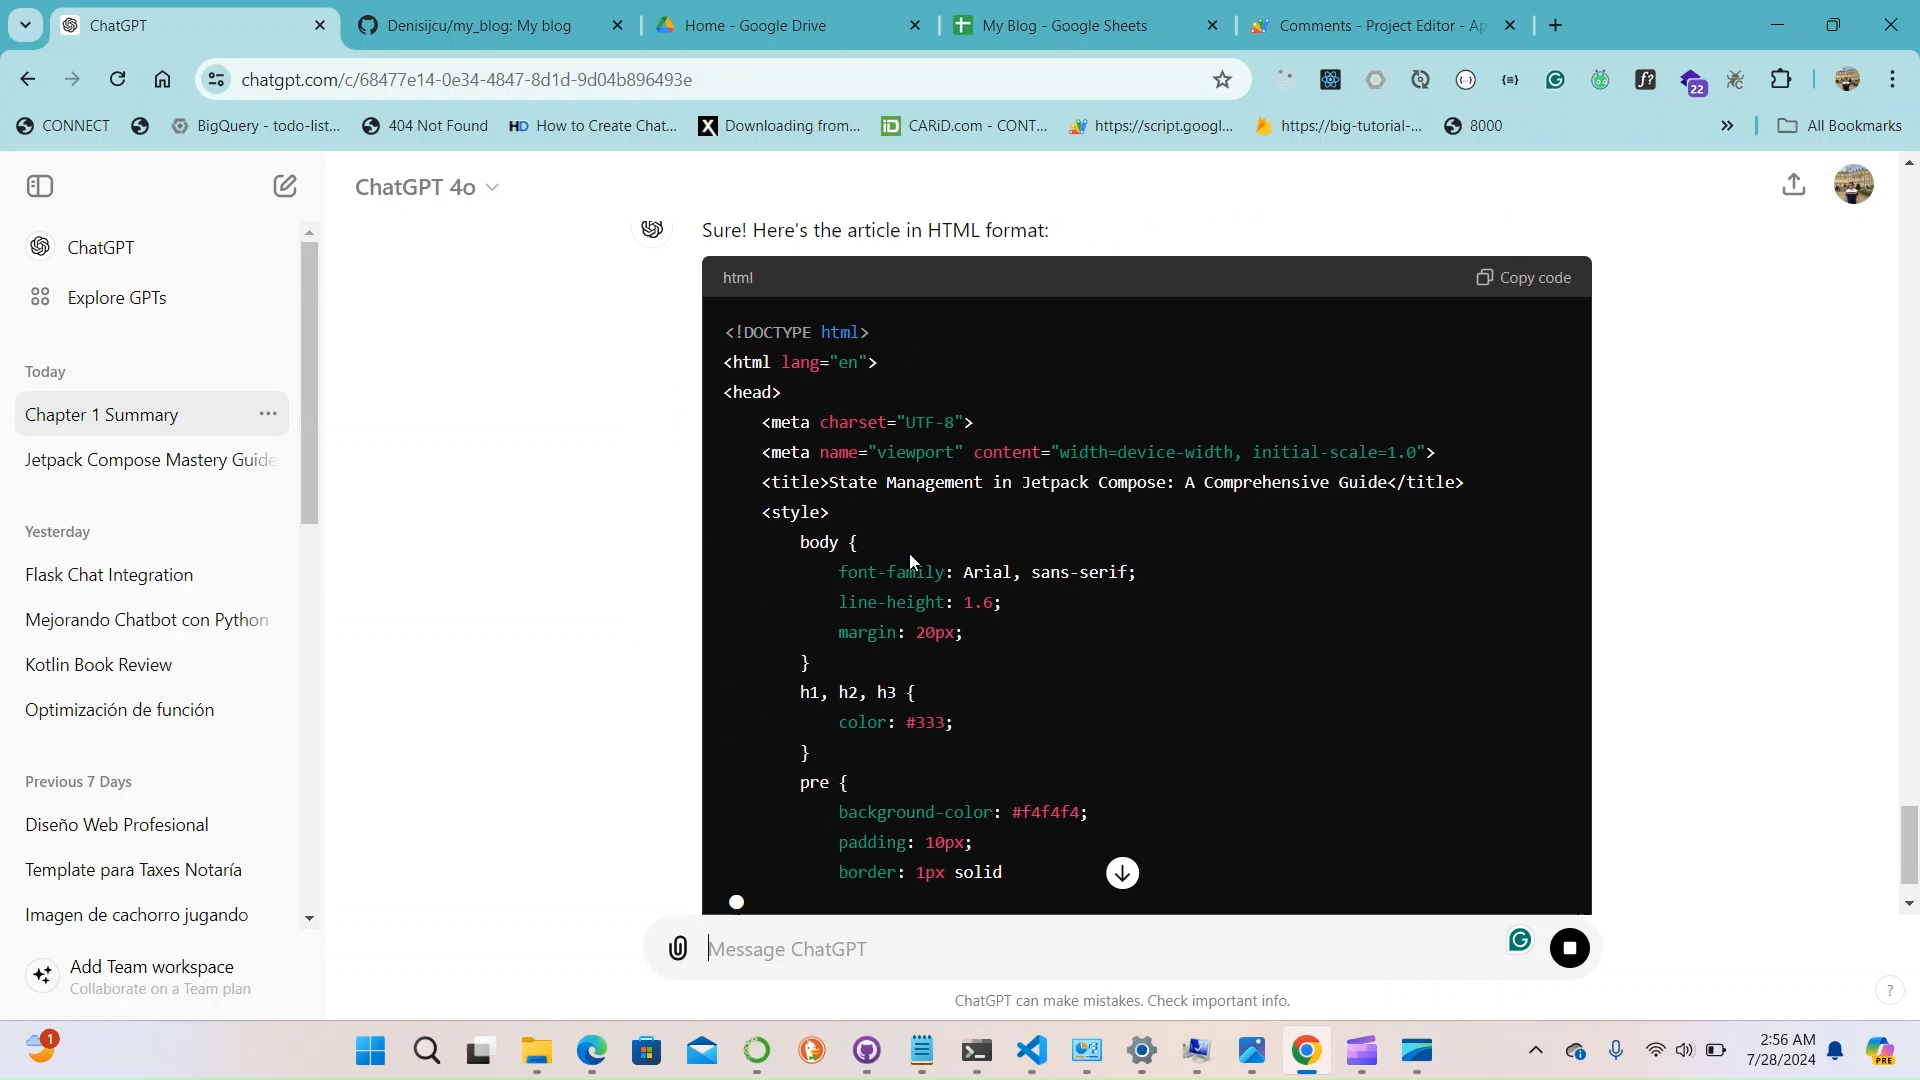 ChatGPT
Denisijcu/my_blog: My blog
Home - Google Drive
My Blog - Google Sheets
Comments - Project Editor - Ap
chatgpt.com/c/68477e14-0e34-4847-8d1d-9d04b896493e
22
CONNECT
BigQuery - todo-list...
404 Not Found
HD How to Create Chat...
X Downloading from...
iD CARiD.com - CONT...
https://script.googl...
https://big-tutorial-...
8000
All Bookmarks
ChatGPT 4o
ChatGPT
Explore GPTs
Today
Chapter 1 Summary
Jetpack Compose Mastery Guide
Yesterday
Flask Chat Integration
Mejorando Chatbot con Python
Kotlin Book Review
Optimización de función
Previous 7 Days
Diseño Web Profesional
Template para Taxes Notaría
Imagen de cachorro jugando
Add Team workspace
Collaborate on a Team plan
Sure! Here's the article in HTML format:
html
Copy code
<!DOCTYPE html>
<html lang="en">
<head>
<meta charset="UTF-8">
<meta name="viewport" content="width=device-width, initial-scale=1.0">
<title>State Management in Jetpack Compose: A Comprehensive Guide</title>
<style>
body {
font-family: Arial, sans-serif;
line-height: 1.6;
margin: 20px;
}
h1, h2, h3 {
color: #333;
}
pre {
background-color: #f4f4f4;
padding: 10px;
border: 1px solid
Message ChatGPT
ChatGPT can make mistakes. Check important info.
?
1
2:56 AM
7/28/2024
PRE